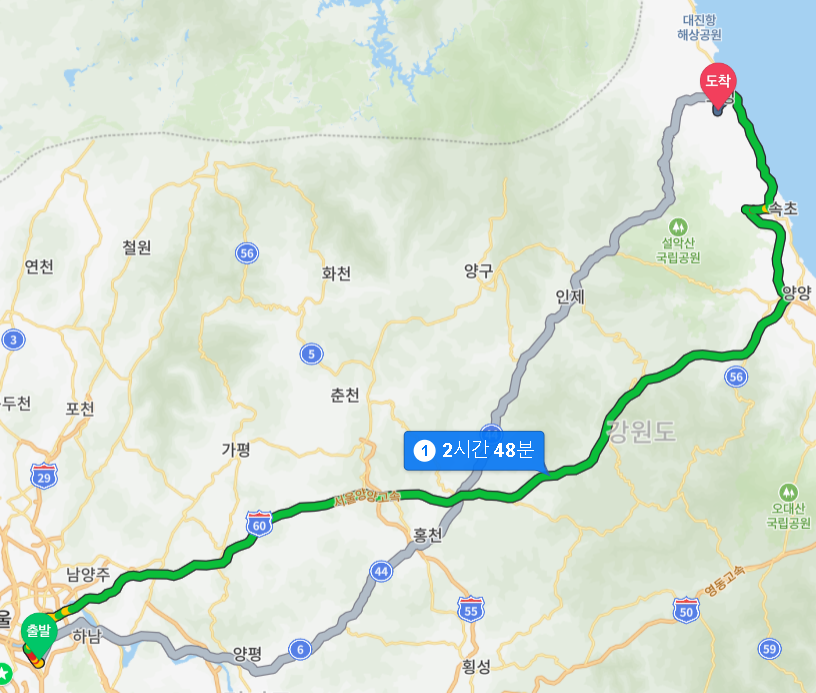 대진항
해상공원
도착
속초
설악산
국립공원
철원
56
연천
화천
양구
인제
양양
3
5
56
두천
포천
춘천
강원도
1 2시간 48분
가평
29
서울양양고속
오대산
국립공원
60
홍천
남양주
44
영동고속
55
50
울
출발
하남
6
양평
59
횡성